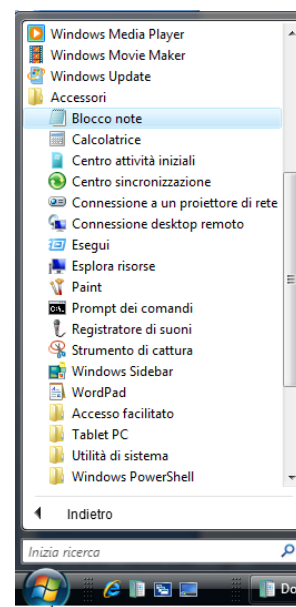 Windows Media Player
Windows Movie Maker
Windows Update
Accessori
Blocco note
Calcolatrice
Centro attività iniziali
Centro sincronizzazione
Connessione a un proiettore di rete
Connessione desktop remoto
Esegui
Esplora risorse
Paint
Prompt dei comandi
Registratore di suoni
Strumento di cattura
Windows Sidebar
WordPad
Accesso facilitato
Tablet PC
Utilità di sistema
Windows PowerShell
Indietro
Inizia ricerca
Do